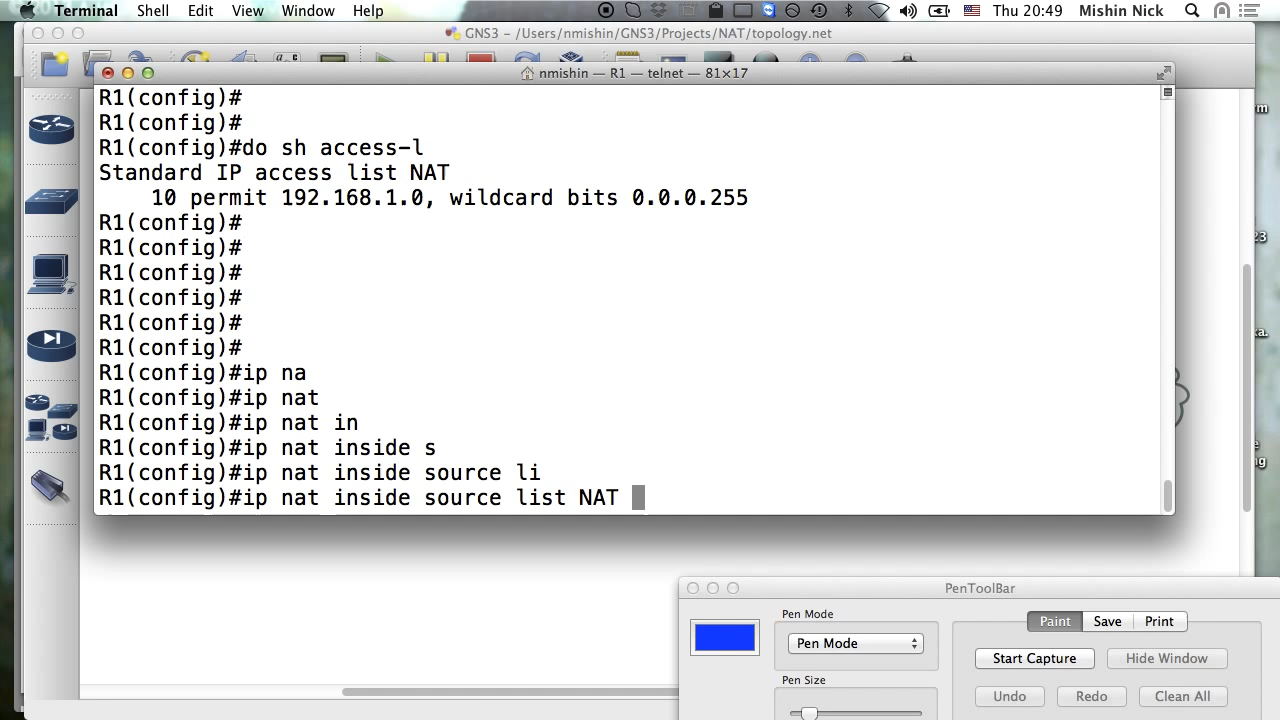 Terminal Shell Edit View Window Help Thu 20:49 Mishin Nick
GNS3 – /Users/nmishin/GNS3/Projects/NAT/topology.net
nmishin — R1 — telnet — 81×17
R1(config)#
R1(config)#
R1(config)#do sh access-l
Standard IP access list NAT
    10 permit 192.168.1.0, wildcard bits 0.0.0.255
R1(config)#
R1(config)#
R1(config)#
R1(config)#
R1(config)#
R1(config)#
R1(config)#ip na
R1(config)#ip nat
R1(config)#ip nat in
R1(config)#ip nat inside s
R1(config)#ip nat inside source li
R1(config)#ip nat inside source list NAT
PenToolBar
Pen Mode
Pen Mode
Pen Size
Paint Save Print
Start Capture Hide Window
Undo Redo Clean All